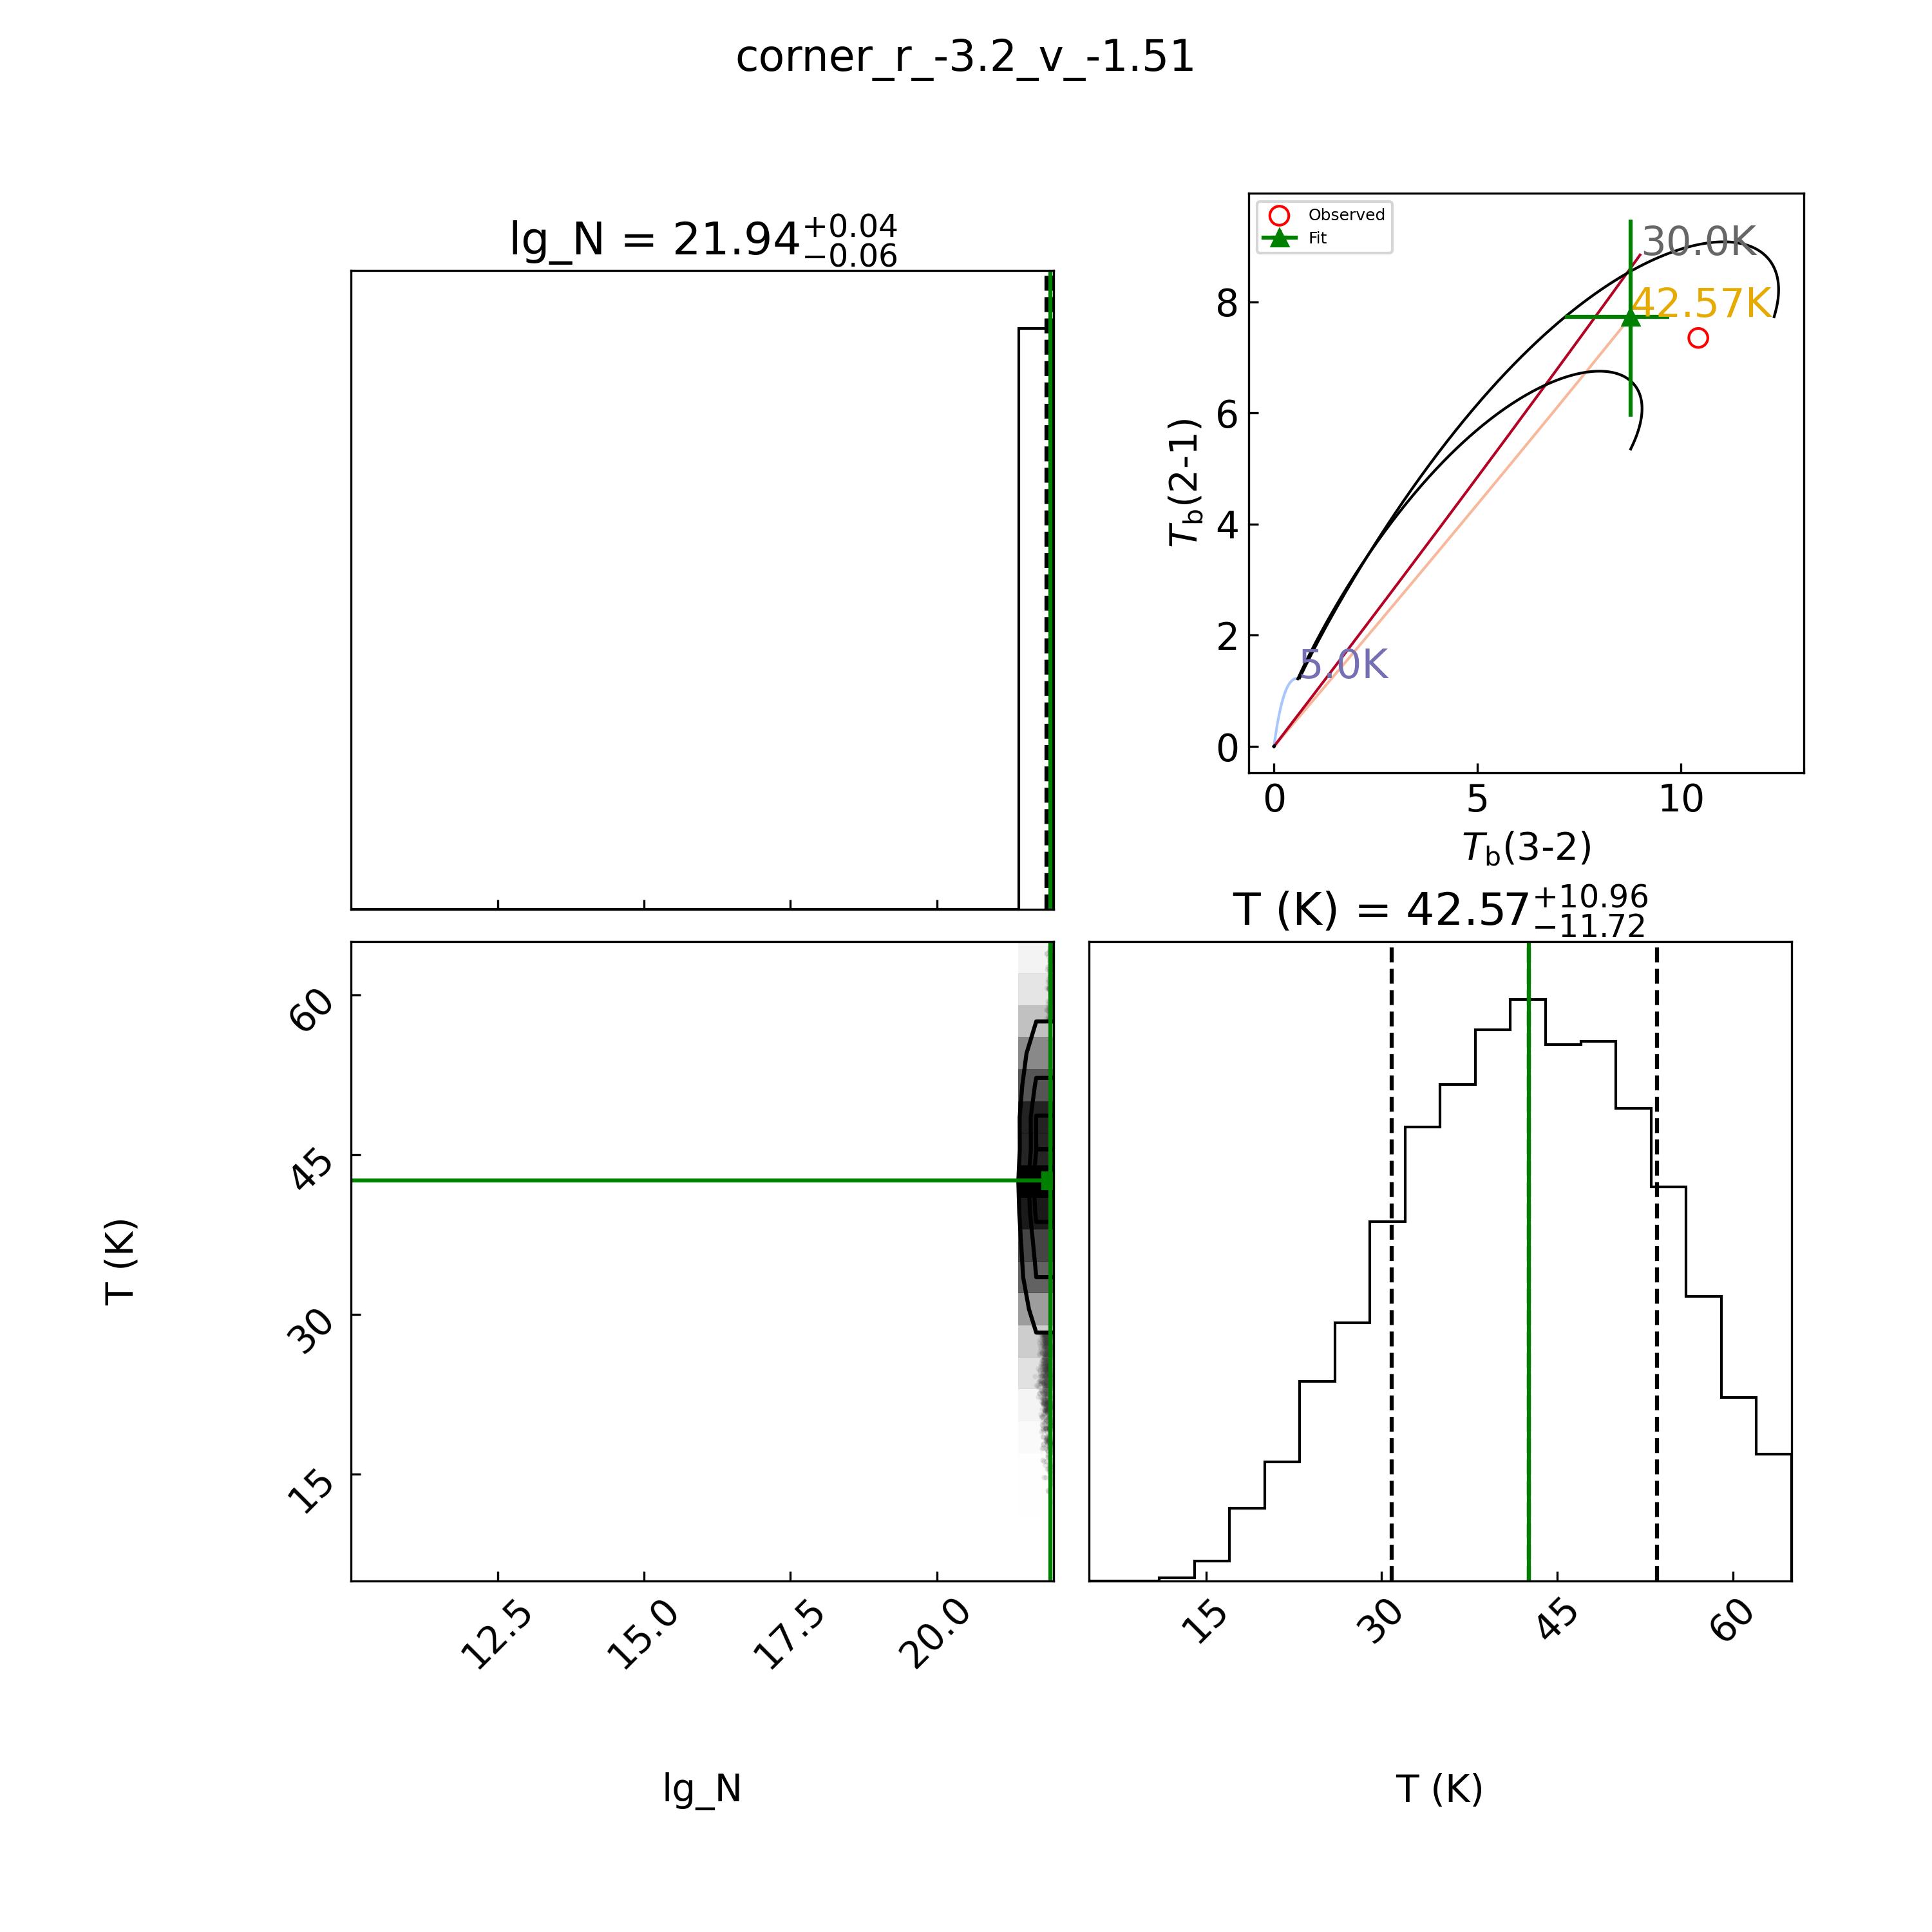 corner_r_-3.2_v_-1.51
lg_N = 21.94+0.04
−0.06
Observed
Fit
30.0K
42.57K
5.0K
8
6
4
2
0
Tb(2-1)
0 5 10
Tb(3-2)
T (K) = 42.57+10.96
−11.72
60
45
30
15
T (K)
12.5 15.0 17.5 20.0
15 30 45 60
lg_N
T (K)